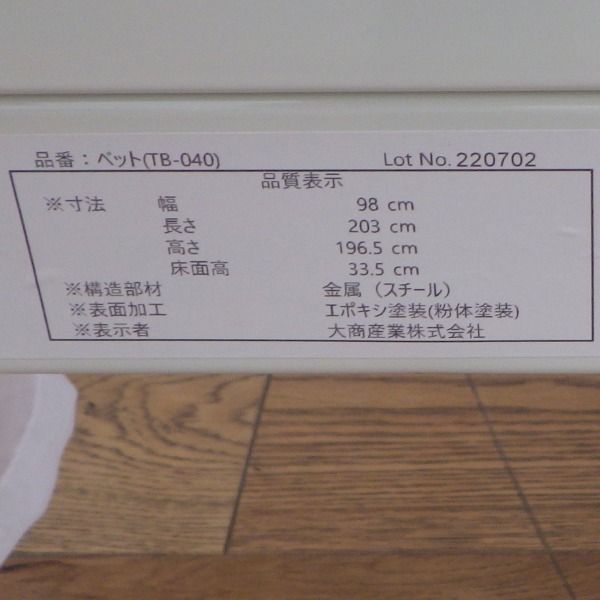 品番：ベット(TB-040) Lot No. 220702
品質表示
※寸法 幅 98 cm
長さ 203 cm
高さ 196.5 cm
床面高 33.5 cm
※構造部材 金属（スチール）
※表面加工 エポキシ塗装(粉体塗装)
※表示者 大商産業株式会社